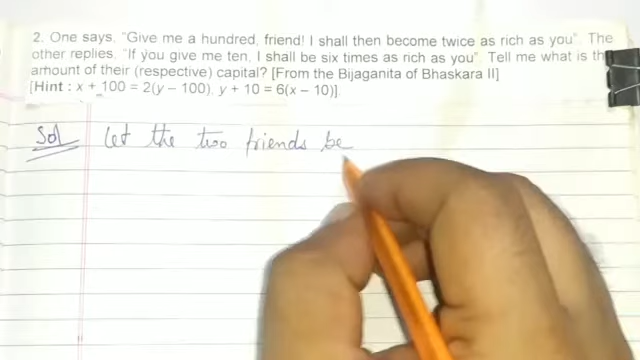 2. One says, "Give me a hundred, friend! I shall then become twice as rich as you". The
other replies, "If you give me ten, I shall be six times as rich as you". Tell me what is the
amount of their (respective) capital? [From the Bijaganita of Bhaskara II]
[Hint : x + 100 = 2(y − 100), y + 10 = 6(x − 10)].
Sol Let the two friends be